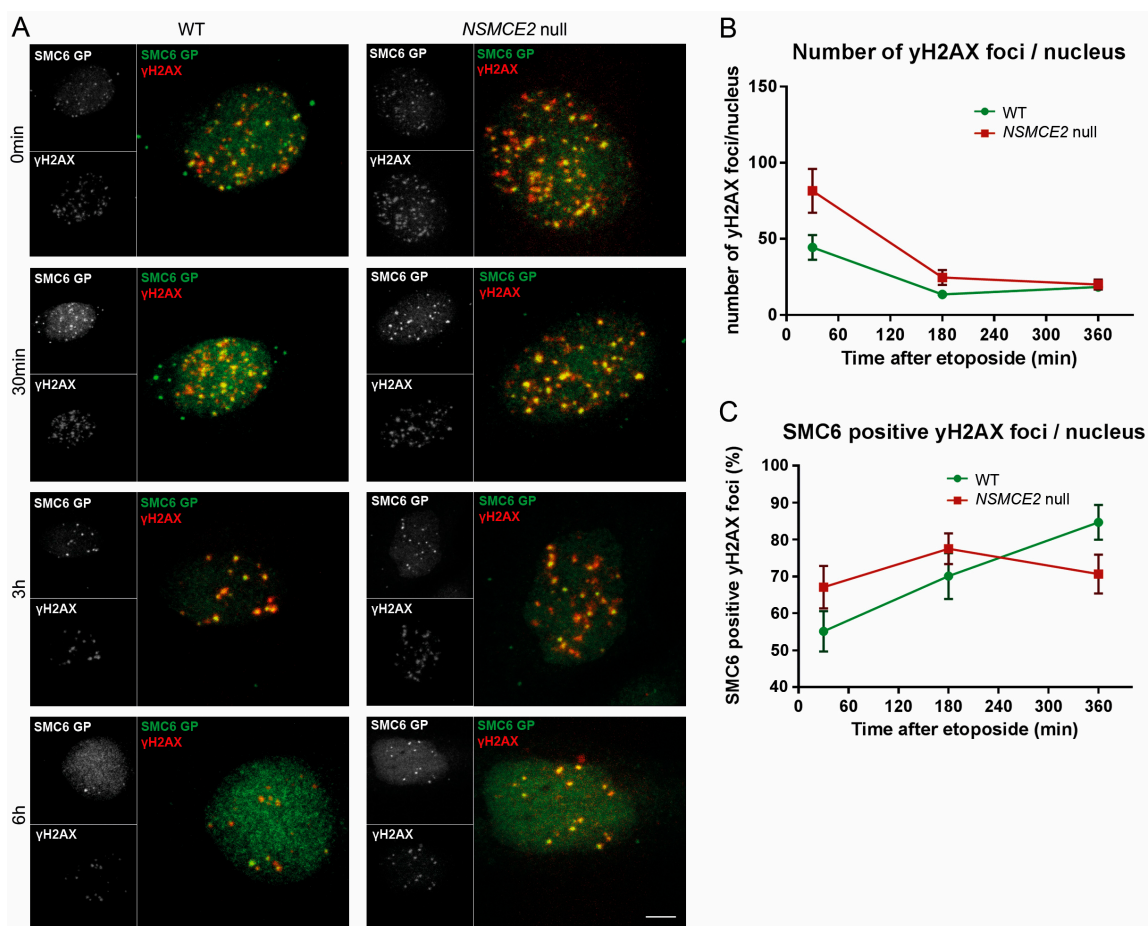 A
WT
NSMCE2 null
0min
SMC6 GP
γH2AX
SMC6 GP
γH2AX
SMC6 GP
γH2AX
SMC6 GP
γH2AX
30min
SMC6 GP
γH2AX
SMC6 GP
γH2AX
SMC6 GP
γH2AX
SMC6 GP
γH2AX
3h
SMC6 GP
γH2AX
SMC6 GP
γH2AX
SMC6 GP
γH2AX
SMC6 GP
γH2AX
6h
SMC6 GP
γH2AX
SMC6 GP
γH2AX
SMC6 GP
γH2AX
SMC6 GP
γH2AX
B
Number of yH2AX foci / nucleus
number of yH2AX foci/nucleus
150
100
50
0
WT
NSMCE2 null
0 60 120 180 240 300 360
Time after etoposide (min)
C
SMC6 positive yH2AX foci / nucleus
SMC6 positive yH2AX foci (%)
100
90
80
70
60
50
40
WT
NSMCE2 null
0 60 120 180 240 300 360
Time after etoposide (min)